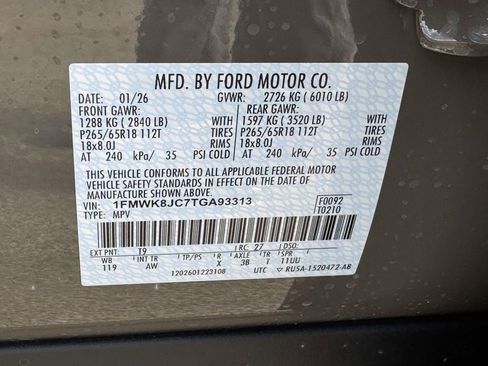 MFD. BY FORD MOTOR CO.
DATE: 01/26 GVWR: 2726 KG ( 6010 LB)
FRONT GAWR: REAR GAWR:
1288 KG ( 2840 LB) WITH 1597 KG ( 3520 LB) WITH
P265/65R18 112T TIRES P265/65R18 112T TIRES
18x8.0J RIMS 18x8.0J RIMS
AT 240 kPa/ 35 PSI COLD AT 240 kPa/ 35 PSI COLD
THIS VEHICLE CONFORMS TO ALL APPLICABLE FEDERAL MOTOR
VEHICLE SAFETY STANDARDS IN EFFECT ON THE DATE OF MANUFACTURE
SHOWN ABOVE.
VIN: 1FMWK8JC7TGA93313 F0092
TYPE: MPV T0210
EXT PNT: T9 RC: 27 DSO:
WB INT TR TP/PS R AXLE TR SPR
119 AW X 3B T 11UU
1202601223108 UTC ▽ RU5A-1520472-AB